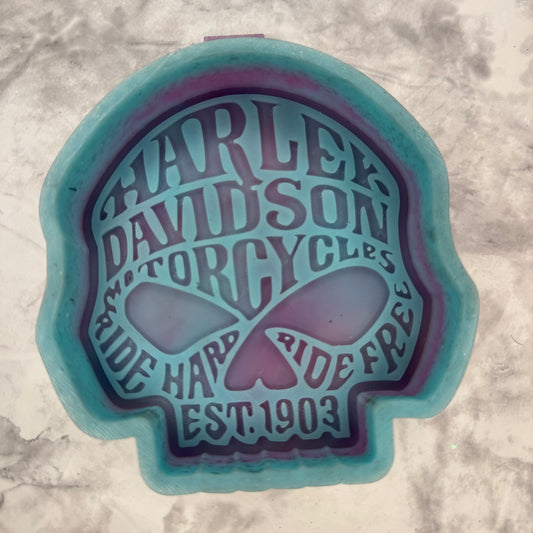 HARLEY-
DAVIDSON
MOTORCYCLES
RIDE HARD RIDE FREE
EST. 1903